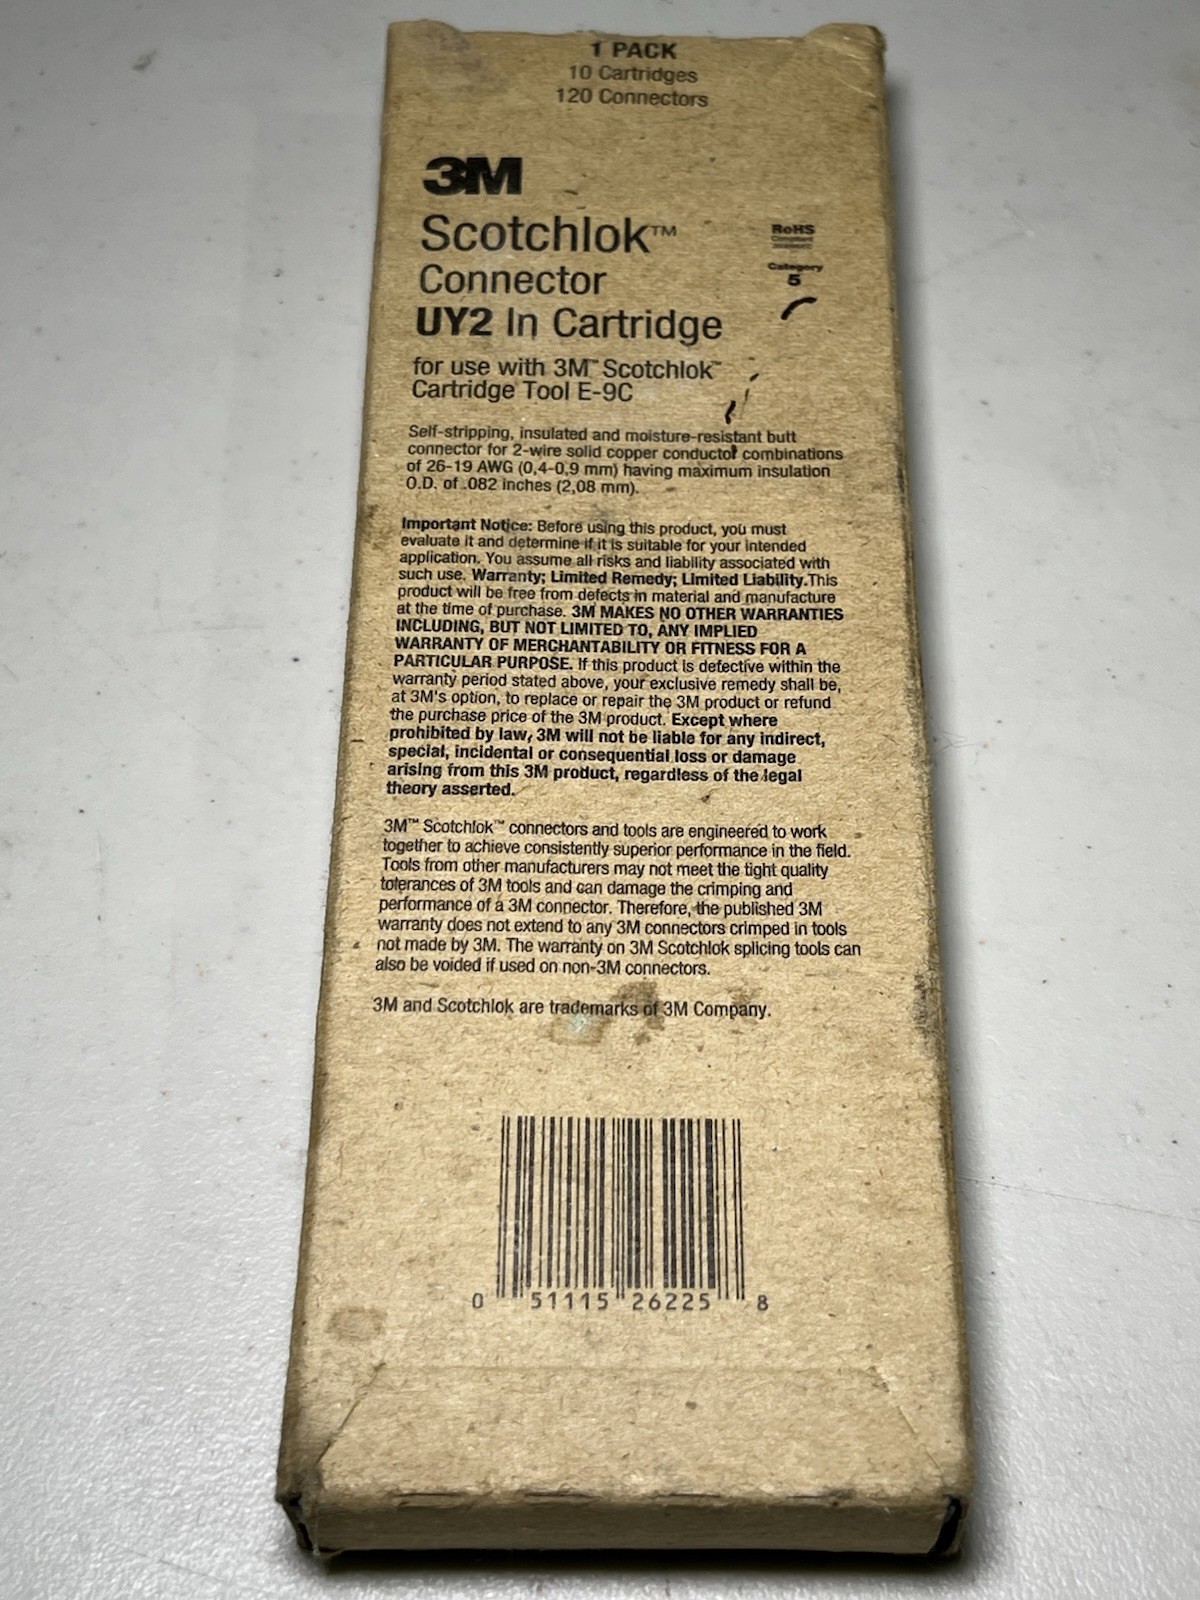 1 PACK
10 Cartridges
120 Connectors
3M
Scotchlok™
Connector
UY2 In Cartridge
RoHS
Compliant
Category
5
for use with 3M™ Scotchlok™
Cartridge Tool E-9C
Self-stripping, insulated and moisture-resistant butt
connector for 2-wire solid copper conductor combinations
of 26-19 AWG (0,4-0,9 mm) having maximum insulation
O.D. of .082 inches (2,08 mm).
Important Notice: Before using this product, you must
evaluate it and determine if it is suitable for your intended
application. You assume all risks and liability associated with
such use. Warranty; Limited Remedy; Limited Liability.This
product will be free from defects in material and manufacture
at the time of purchase. 3M MAKES NO OTHER WARRANTIES
INCLUDING, BUT NOT LIMITED TO, ANY IMPLIED
WARRANTY OF MERCHANTABILITY OR FITNESS FOR A
PARTICULAR PURPOSE. If this product is defective within the
warranty period stated above, your exclusive remedy shall be,
at 3M's option, to replace or repair the 3M product or refund
the purchase price of the 3M product. Except where
prohibited by law, 3M will not be liable for any indirect,
special, incidental or consequential loss or damage
arising from this 3M product, regardless of the legal
theory asserted.
3M™ Scotchlok™ connectors and tools are engineered to work
together to achieve consistently superior performance in the field.
Tools from other manufacturers may not meet the tight quality
tolerances of 3M tools and can damage the crimping and
performance of a 3M connector. Therefore, the published 3M
warranty does not extend to any 3M connectors crimped in tools
not made by 3M. The warranty on 3M Scotchlok splicing tools can
also be voided if used on non-3M connectors.
3M and Scotchlok are trademarks of 3M Company.
0 51115 26225 8